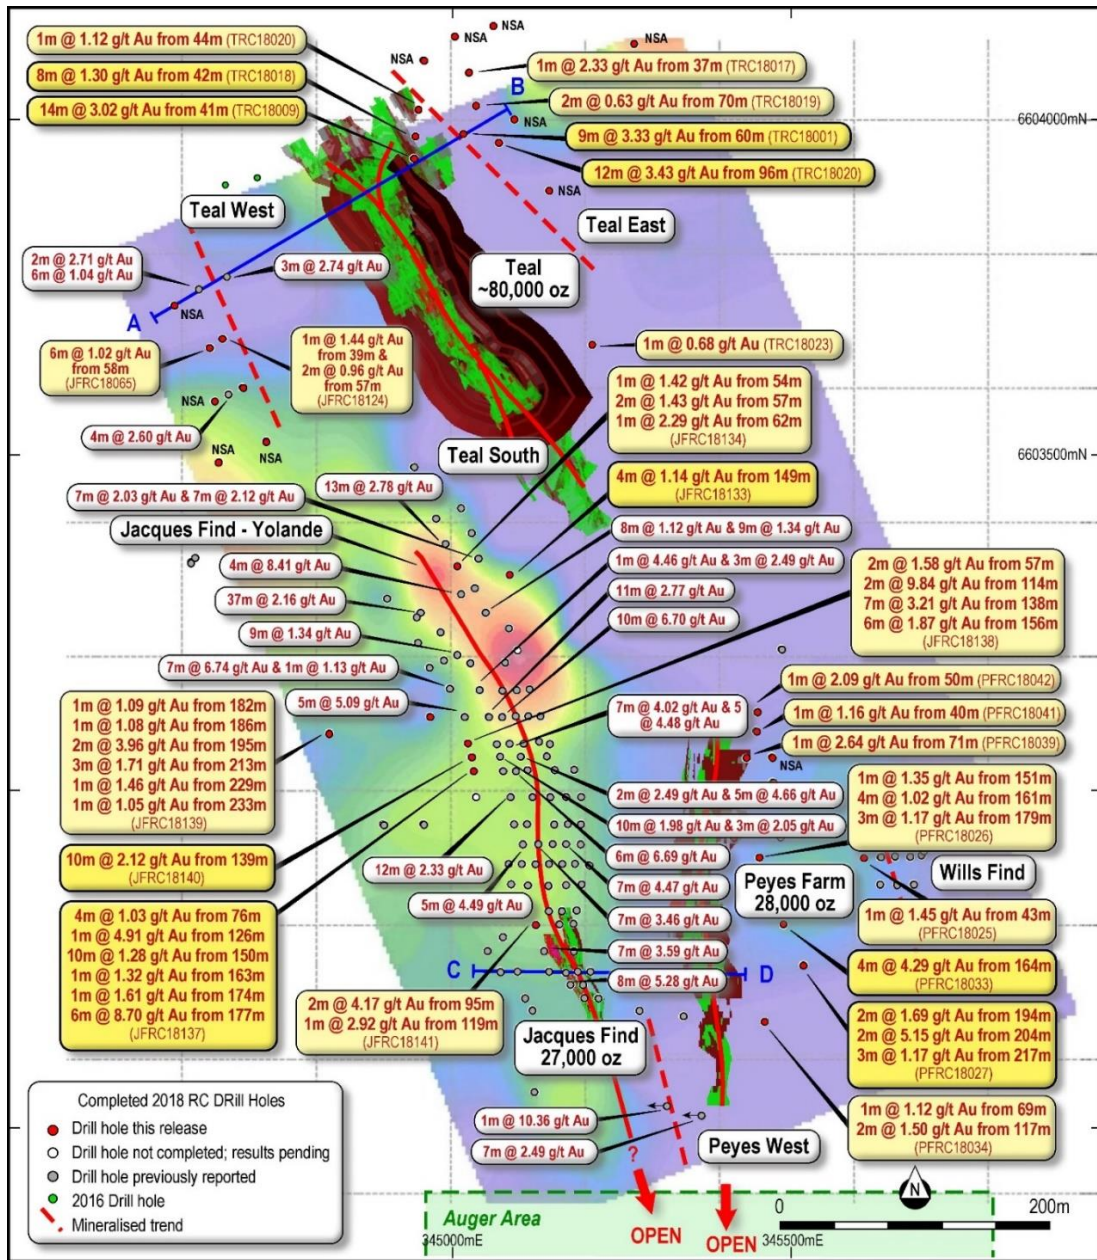 1m @ 1.12 g/t Au from 44m (TRC18020)
8m @ 1.30 g/t Au from 42m (TRC18018)
14m @ 3.02 g/t Au from 41m (TRC18009)
NSA
NSA
NSA
NSA
1m @ 2.33 g/t Au from 37m (TRC18017)
B
2m @ 0.63 g/t Au from 70m (TRC18019)
NSA
6604000mN
9m @ 3.33 g/t Au from 60m (TRC18001)
12m @ 3.43 g/t Au from 96m (TRC18020)
NSA
Teal West
Teal East
2m @ 2.71 g/t Au
6m @ 1.04 g/t Au
3m @ 2.74 g/t Au
Teal
~80,000 oz
A
NSA
6m @ 1.02 g/t Au
from 58m
(JFRC18065)
1m @ 1.44 g/t Au
from 39m &
2m @ 0.96 g/t Au
from 57m
(JFRC18124)
1m @ 0.68 g/t Au (TRC18023)
1m @ 1.42 g/t Au from 54m
2m @ 1.43 g/t Au from 57m
1m @ 2.29 g/t Au from 62m
(JFRC18134)
NSA
4m @ 2.60 g/t Au
NSA
NSA
Teal South
6603500mN
4m @ 1.14 g/t Au from 149m
(JFRC18133)
13m @ 2.78 g/t Au
7m @ 2.03 g/t Au & 7m @ 2.12 g/t Au
Jacques Find - Yolande
8m @ 1.12 g/t Au & 9m @ 1.34 g/t Au
1m @ 4.46 g/t Au & 3m @ 2.49 g/t Au
4m @ 8.41 g/t Au
11m @ 2.77 g/t Au
37m @ 2.16 g/t Au
10m @ 6.70 g/t Au
2m @ 1.58 g/t Au from 57m
2m @ 9.84 g/t Au from 114m
7m @ 3.21 g/t Au from 138m
6m @ 1.87 g/t Au from 156m
(JFRC18138)
9m @ 1.34 g/t Au
7m @ 6.74 g/t Au & 1m @ 1.13 g/t Au
5m @ 5.09 g/t Au
7m @ 4.02 g/t Au & 5
@ 4.48 g/t Au
1m @ 2.09 g/t Au from 50m (PFRC18042)
1m @ 1.16 g/t Au from 40m (PFRC18041)
1m @ 2.64 g/t Au from 71m (PFRC18039)
NSA
1m @ 1.09 g/t Au from 182m
1m @ 1.08 g/t Au from 186m
2m @ 3.96 g/t Au from 195m
3m @ 1.71 g/t Au from 213m
1m @ 1.46 g/t Au from 229m
1m @ 1.05 g/t Au from 233m
(JFRC18139)
2m @ 2.49 g/t Au & 5m @ 4.66 g/t Au
10m @ 1.98 g/t Au & 3m @ 2.05 g/t Au
1m @ 1.35 g/t Au from 151m
4m @ 1.02 g/t Au from 161m
3m @ 1.17 g/t Au from 179m
(PFRC18026)
10m @ 2.12 g/t Au from 139m
(JFRC18140)
12m @ 2.33 g/t Au
6m @ 6.69 g/t Au
7m @ 4.47 g/t Au
Peyes Farm
28,000 oz
Wills Find
5m @ 4.49 g/t Au
7m @ 3.46 g/t Au
1m @ 1.45 g/t Au from 43m
(PFRC18025)
4m @ 1.03 g/t Au from 76m
1m @ 4.91 g/t Au from 126m
10m @ 1.28 g/t Au from 150m
1m @ 1.32 g/t Au from 163m
1m @ 1.61 g/t Au from 174m
6m @ 8.70 g/t Au from 177m
(JFRC18137)
7m @ 3.59 g/t Au
C
D
8m @ 5.28 g/t Au
4m @ 4.29 g/t Au from 164m
(PFRC18033)
2m @ 4.17 g/t Au from 95m
1m @ 2.92 g/t Au from 119m
(JFRC18141)
Jacques Find
27,000 oz
2m @ 1.69 g/t Au from 194m
2m @ 5.15 g/t Au from 204m
3m @ 1.17 g/t Au from 217m
(PFRC18027)
1m @ 10.36 g/t Au
7m @ 2.49 g/t Au
Peyes West
1m @ 1.12 g/t Au from 69m
2m @ 1.50 g/t Au from 117m
(PFRC18034)
?
Completed 2018 RC DRill Holes
Drill hole this release
Drill hole not completed; results pending
Drill hole previously reported
2016 Drill hole
Mineralised trend
N
0
200m
Auger Area
OPEN
OPEN
345000mE
345500mE